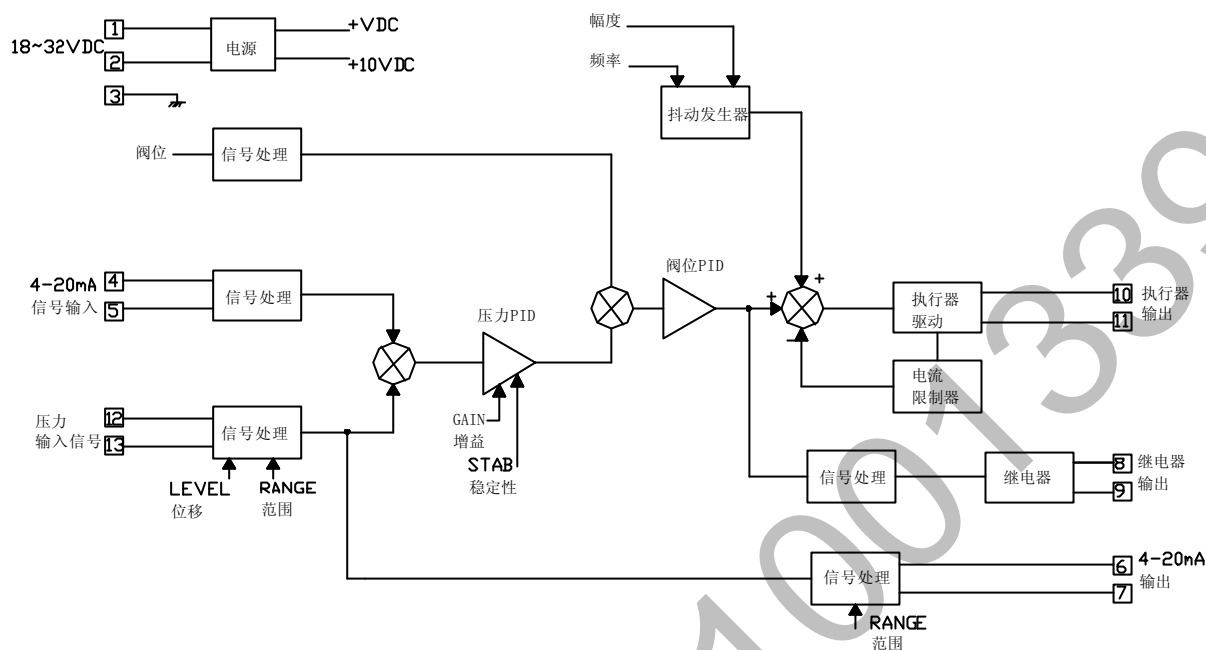 1
18~32VDC
2
3
电源
+VDC
+10VDC
幅度
频率
抖动发生器
阀位
信号处理
4-20mA
信号输入
4
5
信号处理
压力PID
GAIN
增益
STAB
稳定性
阀位PID
+
+
执行器
驱动
10
11
执行器
输出
电流
限制器
压力
输入信号
12
13
信号处理
LEVEL
位移
RANGE
范围
信号处理
继电器
8
9
继电器
输出
信号处理
6
7
4-20mA
输出
RANGE
范围